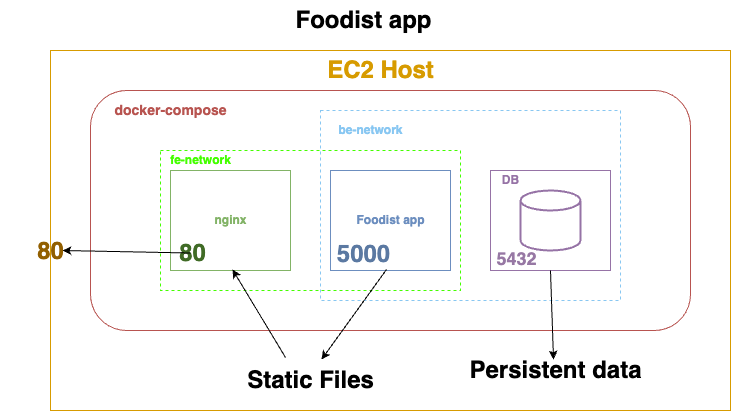 Foodist app
EC2 Host
docker-compose
be-network
fe-network
DB
nginx
Foodist app
80
80
5000
5432
Static Files
Persistent data